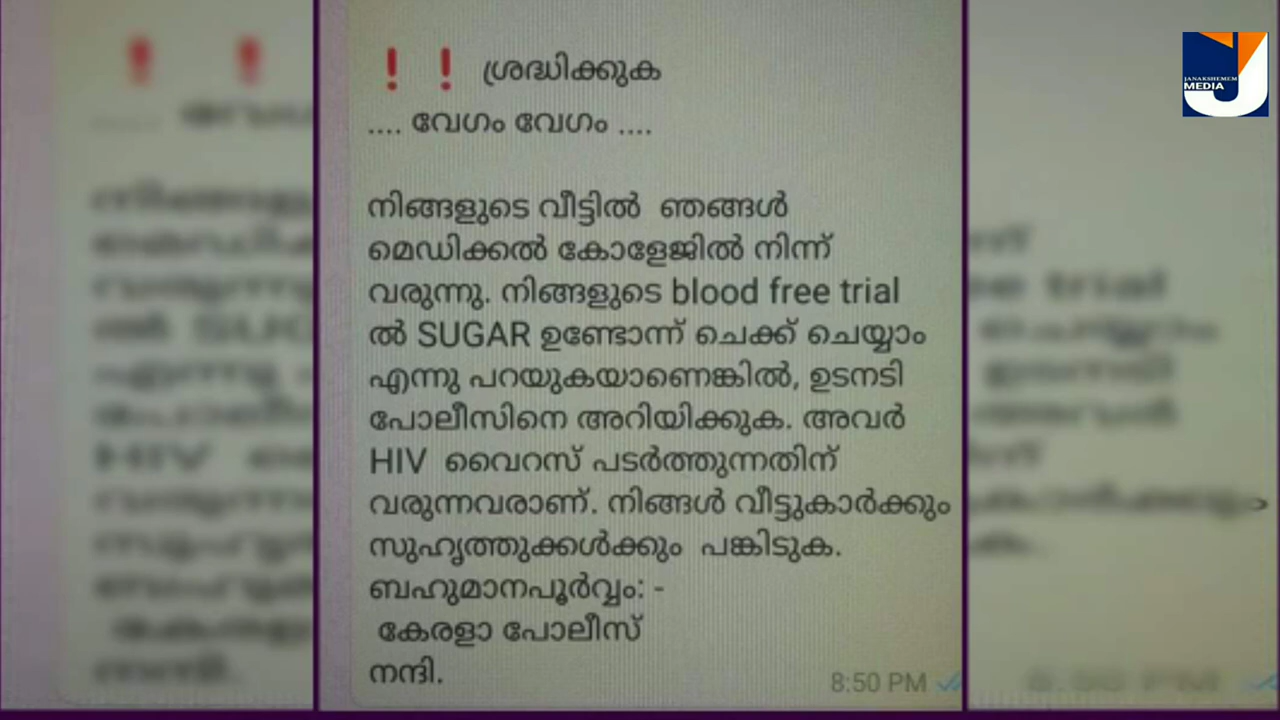 ❗ ❗ ശ്രദ്ധിക്കുക
.... വേഗം വേഗം ....
നിങ്ങളുടെ വീട്ടിൽ ഞങ്ങൾ
മെഡിക്കൽ കോളേജിൽ നിന്ന്
വരുന്നു. നിങ്ങളുടെ blood free trial
ൽ SUGAR ഉണ്ടോന്ന് ചെക്ക് ചെയ്യാം
എന്നു പറയുകയാണെങ്കിൽ, ഉടനടി
പോലീസിനെ അറിയിക്കുക. അവർ
HIV വൈറസ് പടർത്തുന്നതിന്
വരുന്നവരാണ്. നിങ്ങൾ വീട്ടുകാർക്കും
സുഹൃത്തുക്കൾക്കും പങ്കിടുക.
ബഹുമാനപൂർവ്വം: -
കേരളാ പോലീസ്
നന്ദി.
8:50 PM
JANAKSHEMEM
MEDIA